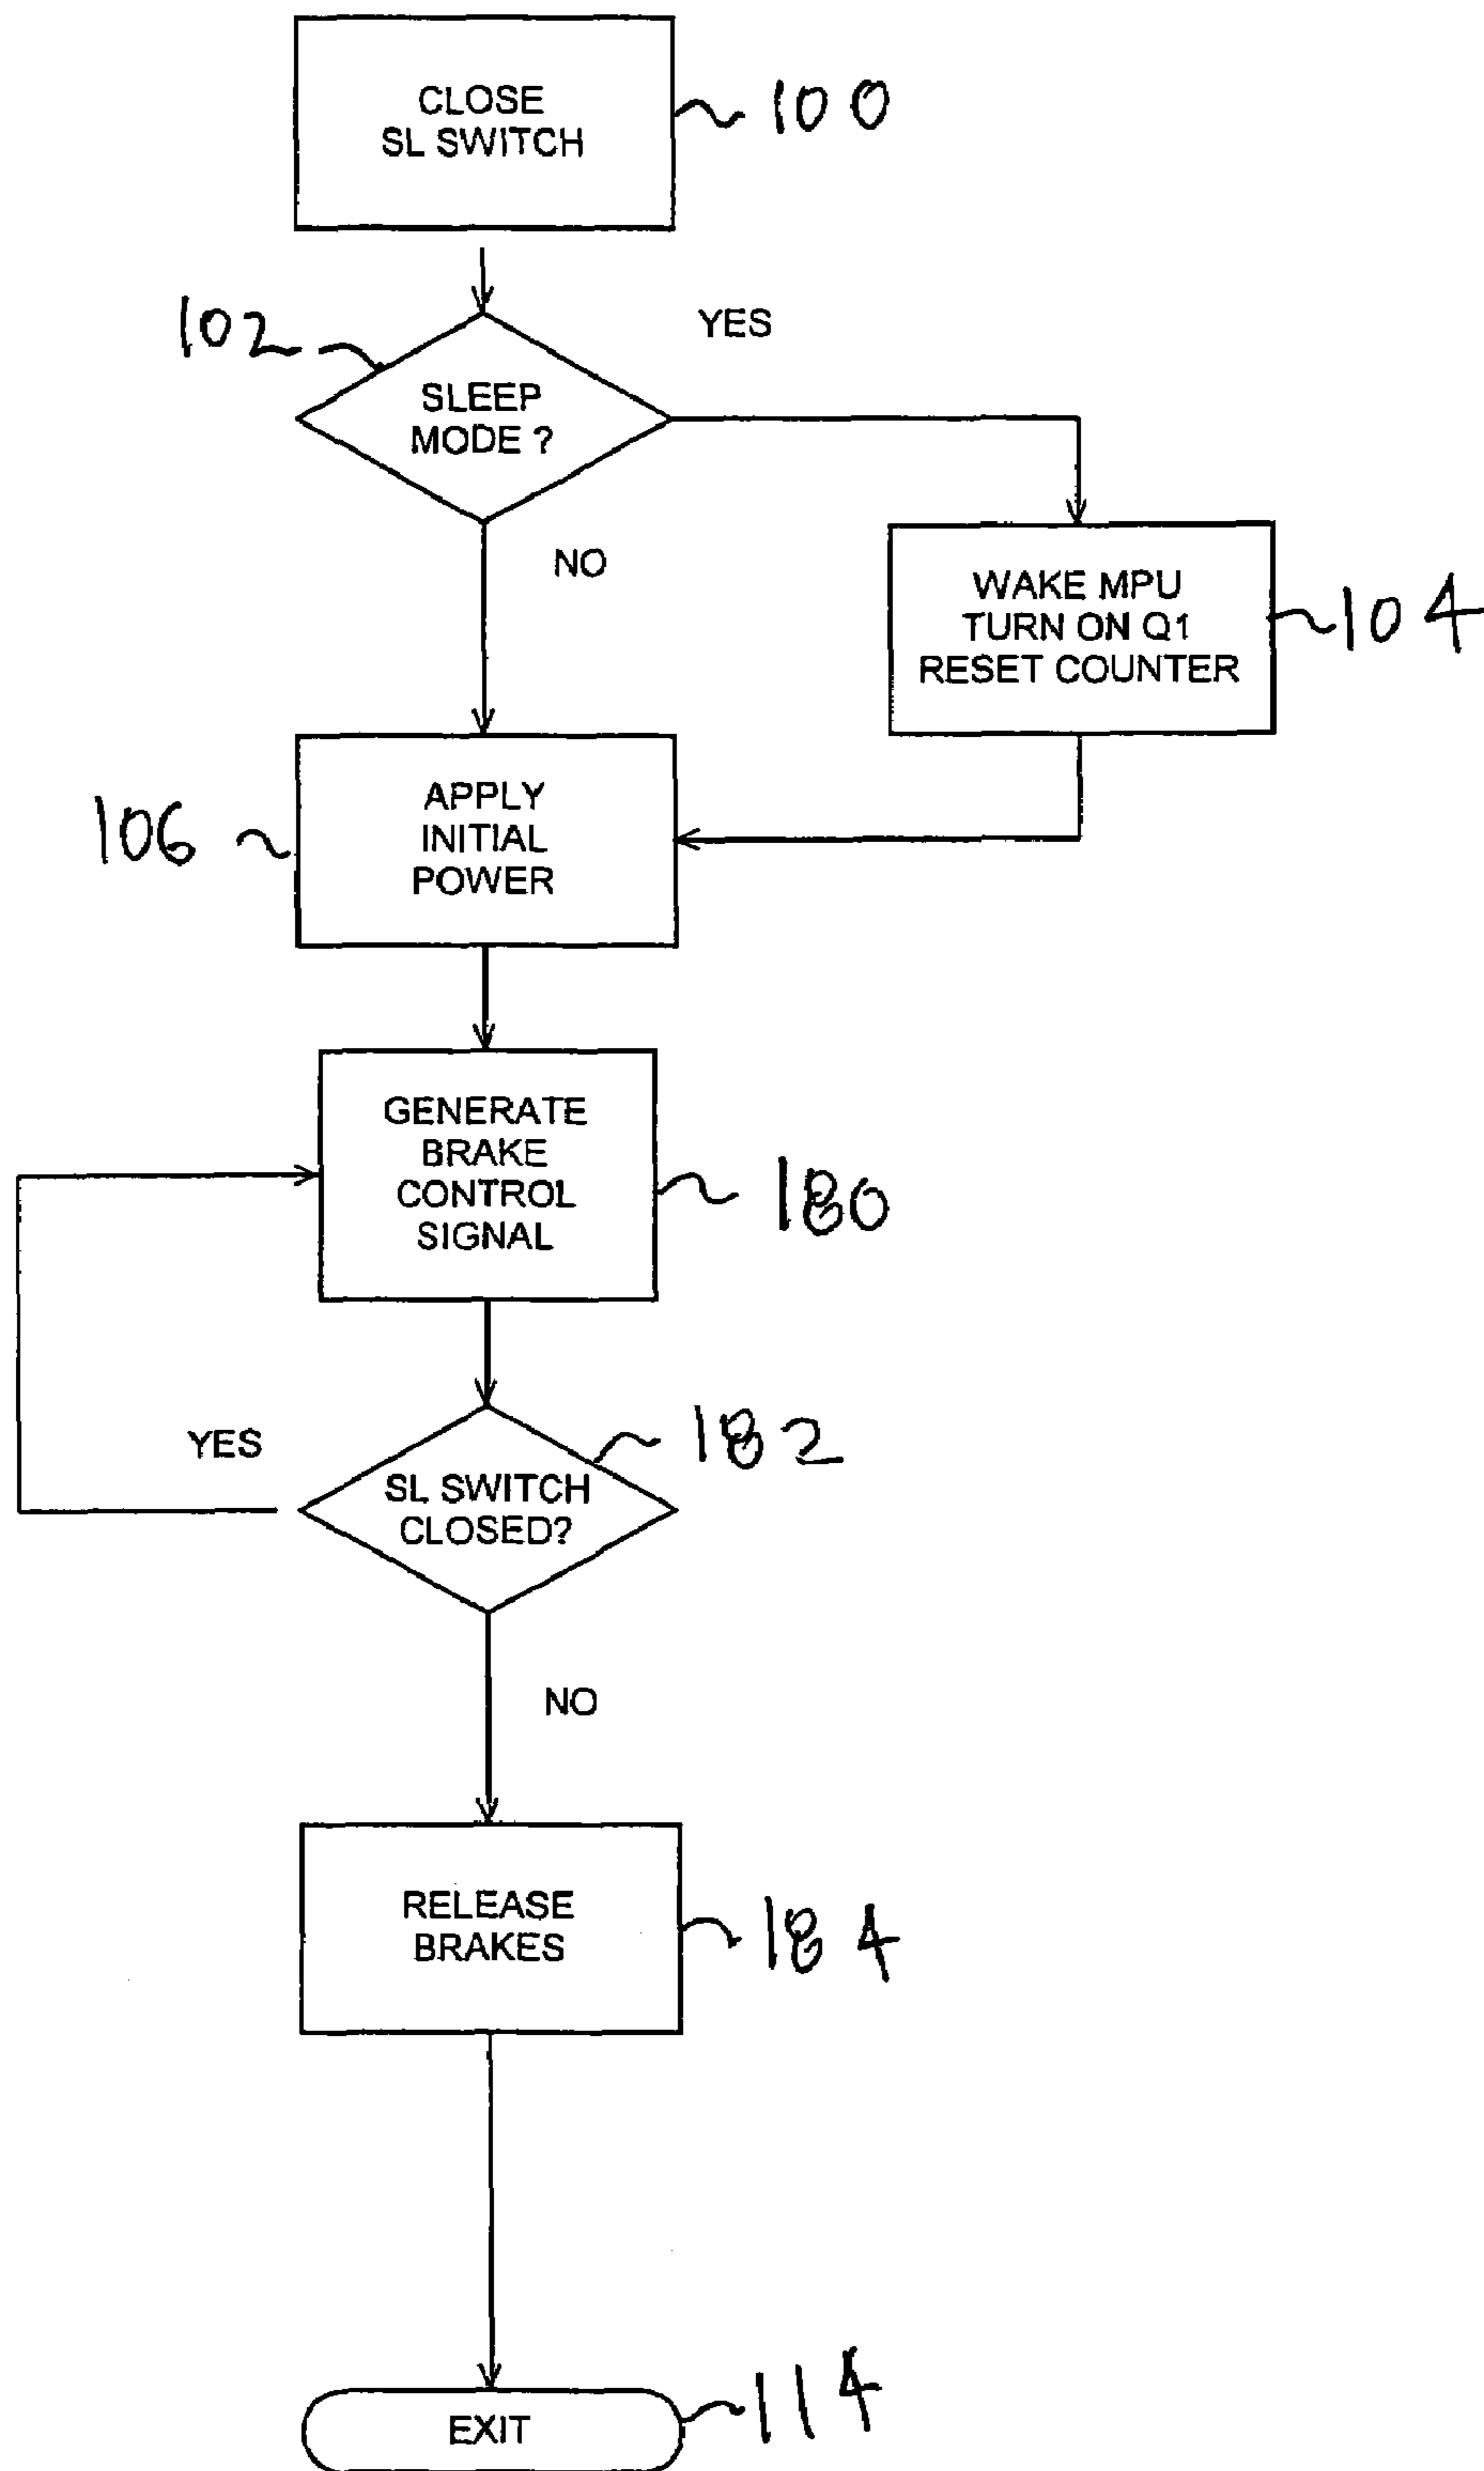 CLOSE
SL SWITCH
100
102
YES
SLEEP
MODE ?
NO
WAKE MPU
TURN ON Q1
RESET COUNTER
104
106
APPLY
INITIAL
POWER
GENERATE
BRAKE
CONTROL
SIGNAL
180
YES
182
SL SWITCH
CLOSED?
NO
RELEASE
BRAKES
184
EXIT
114